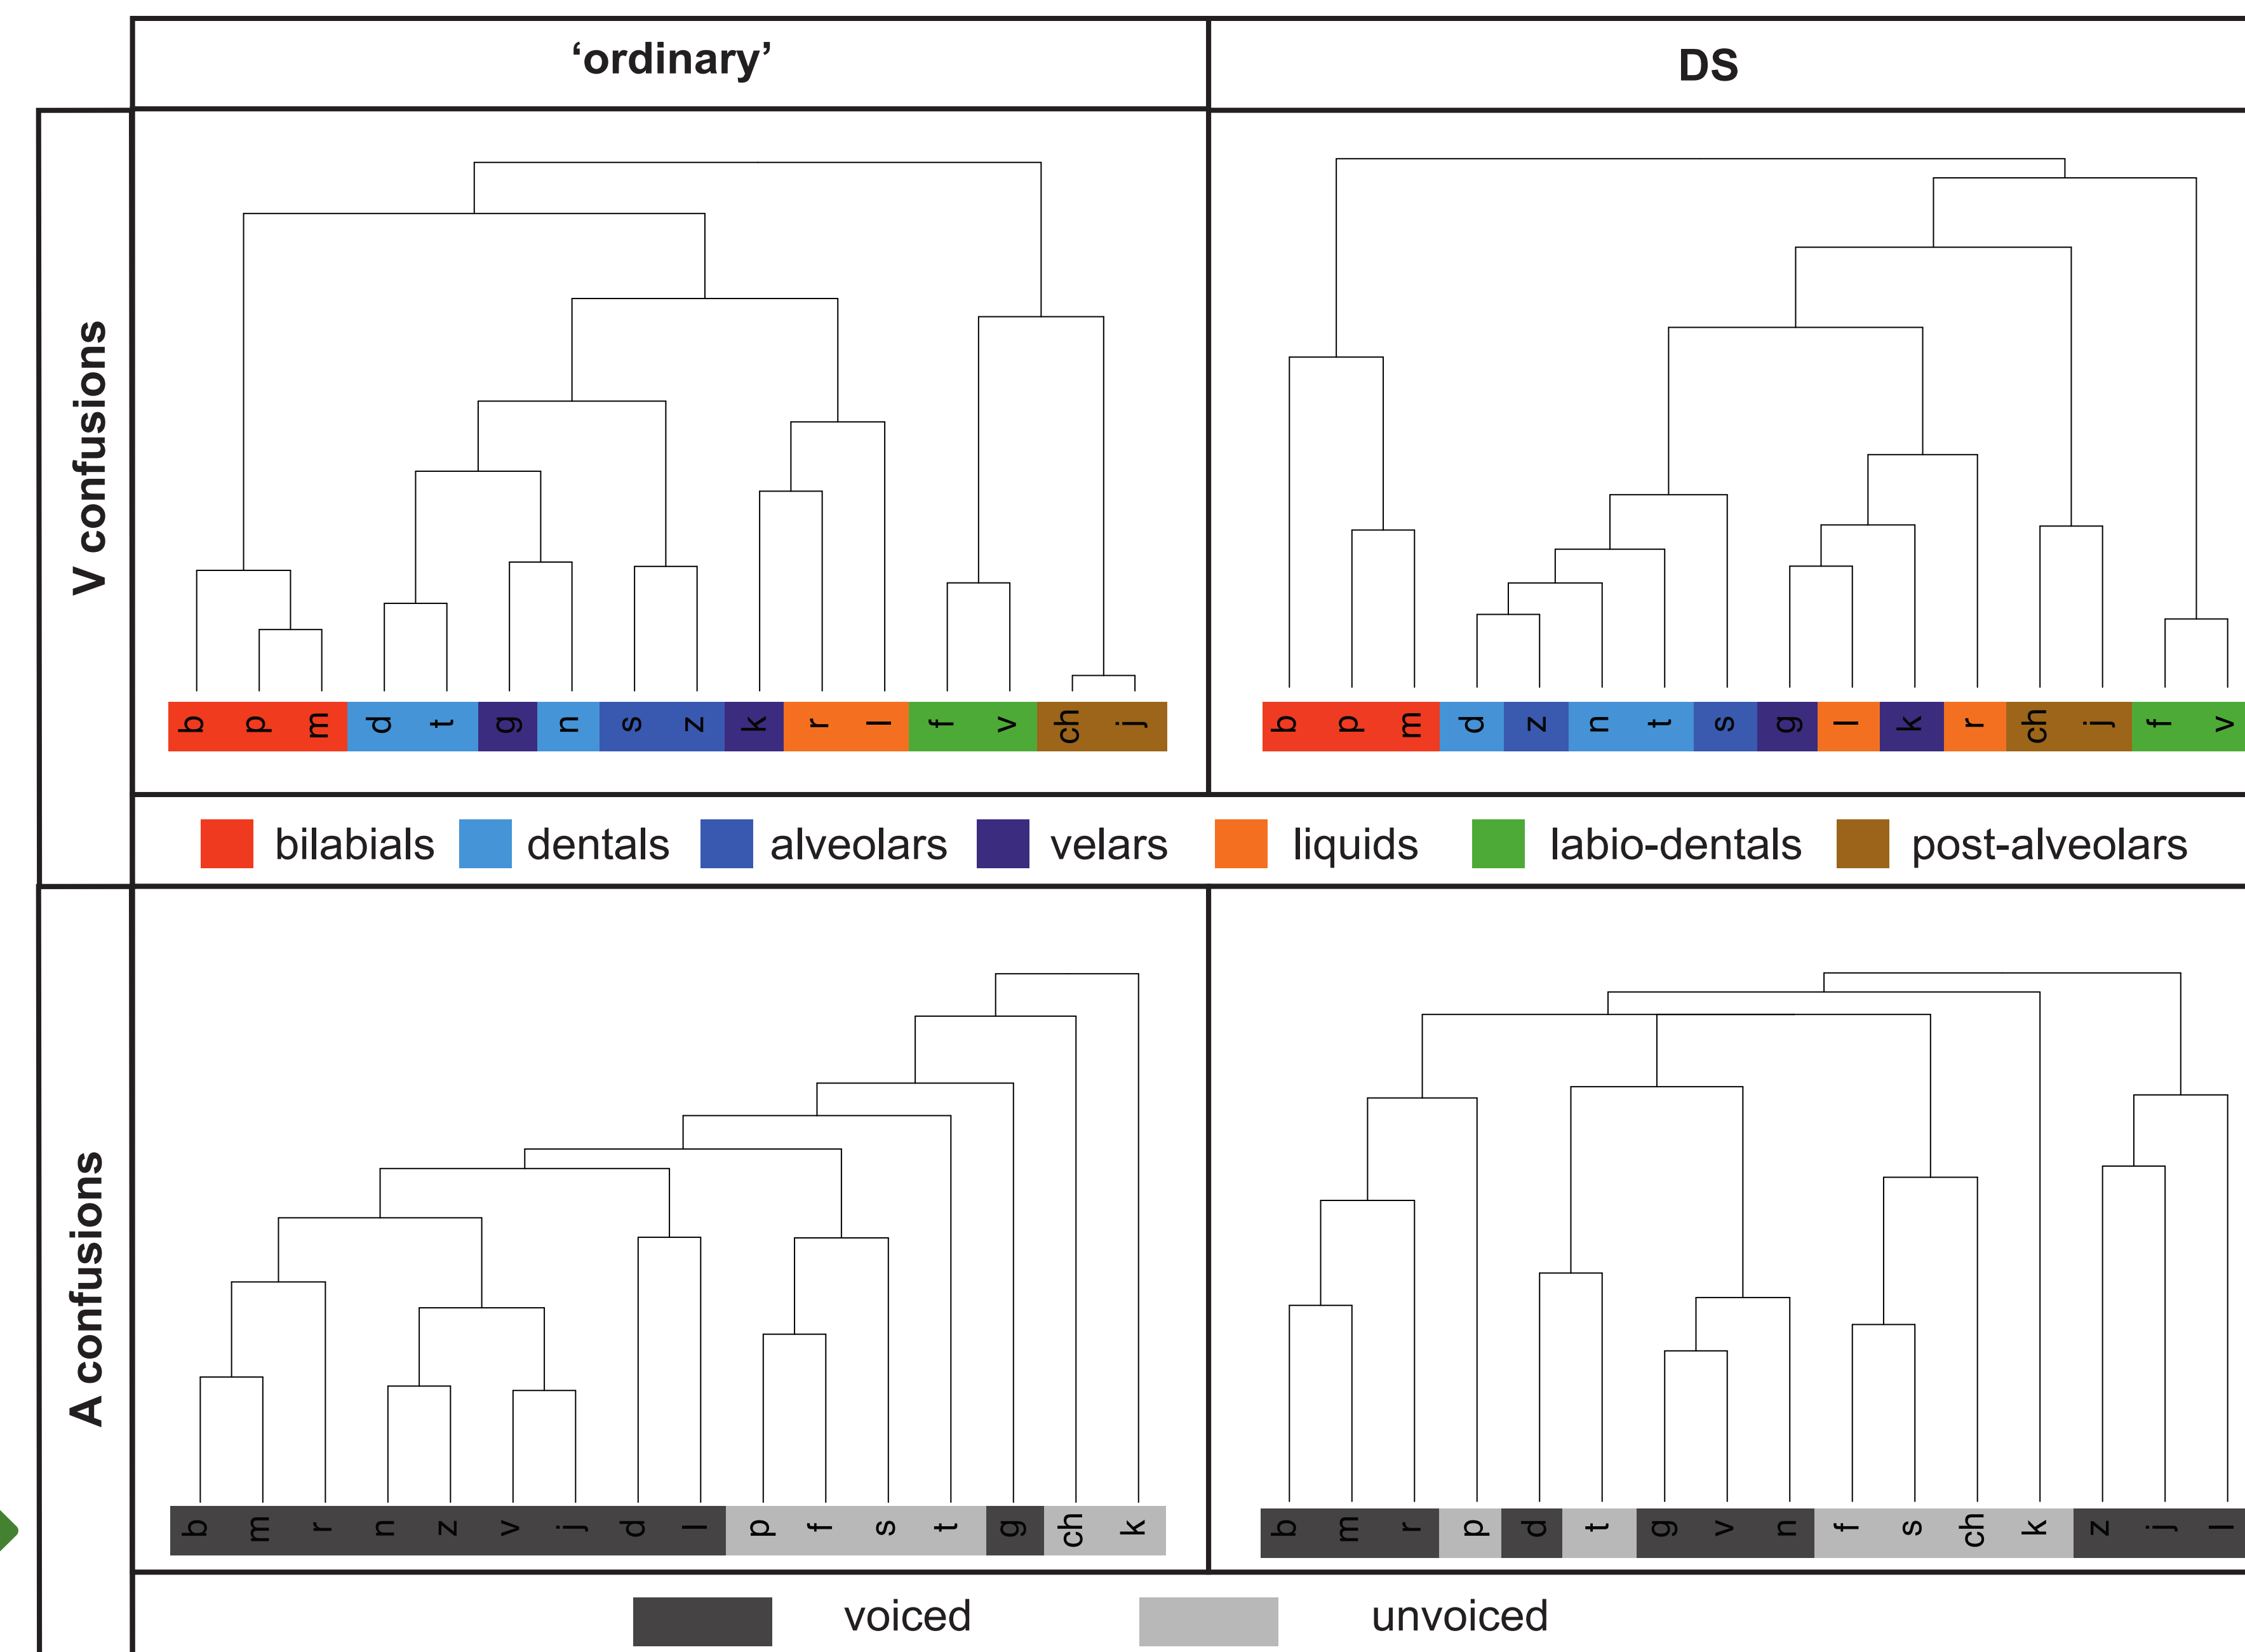 ‘ordinary’ DS
V confusions
b p m d t g n s z k r l f v ch j
b p m d z n t s g l k r ch j f v
bilabials dentals alveolars velars liquids labio-dentals post-alveolars
A confusions
b m r n z v j d l p f s t g ch k
b m r p d t g v n f s ch k z j l
voiced unvoiced